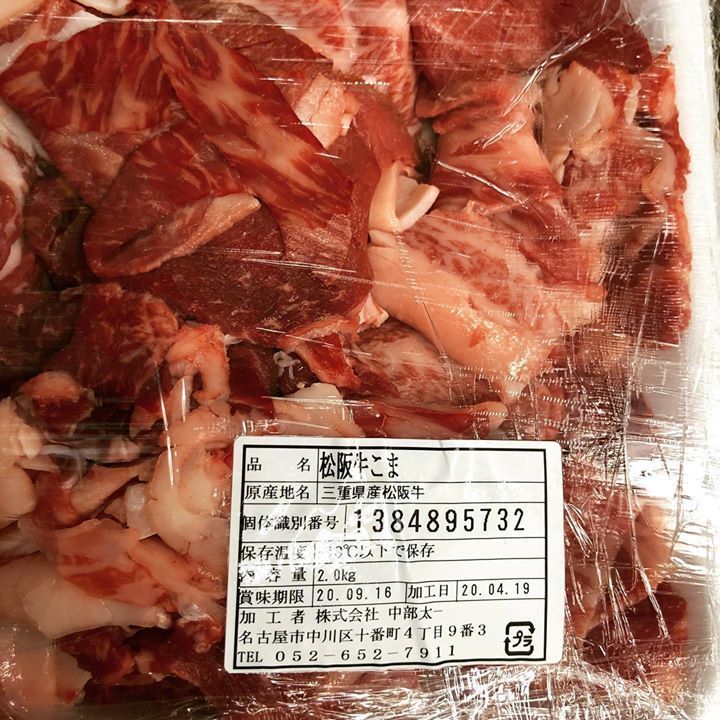 品 名 松阪牛こま
原産地名 三重県産松阪牛
個体識別番号 1384895732
保存温度 -18℃以下で保存
内容量 2.0kg
賞味期限 20.09.16 加工日 20.04.19
加工者 株式会社 中部太一
名古屋市中川区十番町4丁目9番3
TEL 052-652-7911
プラ